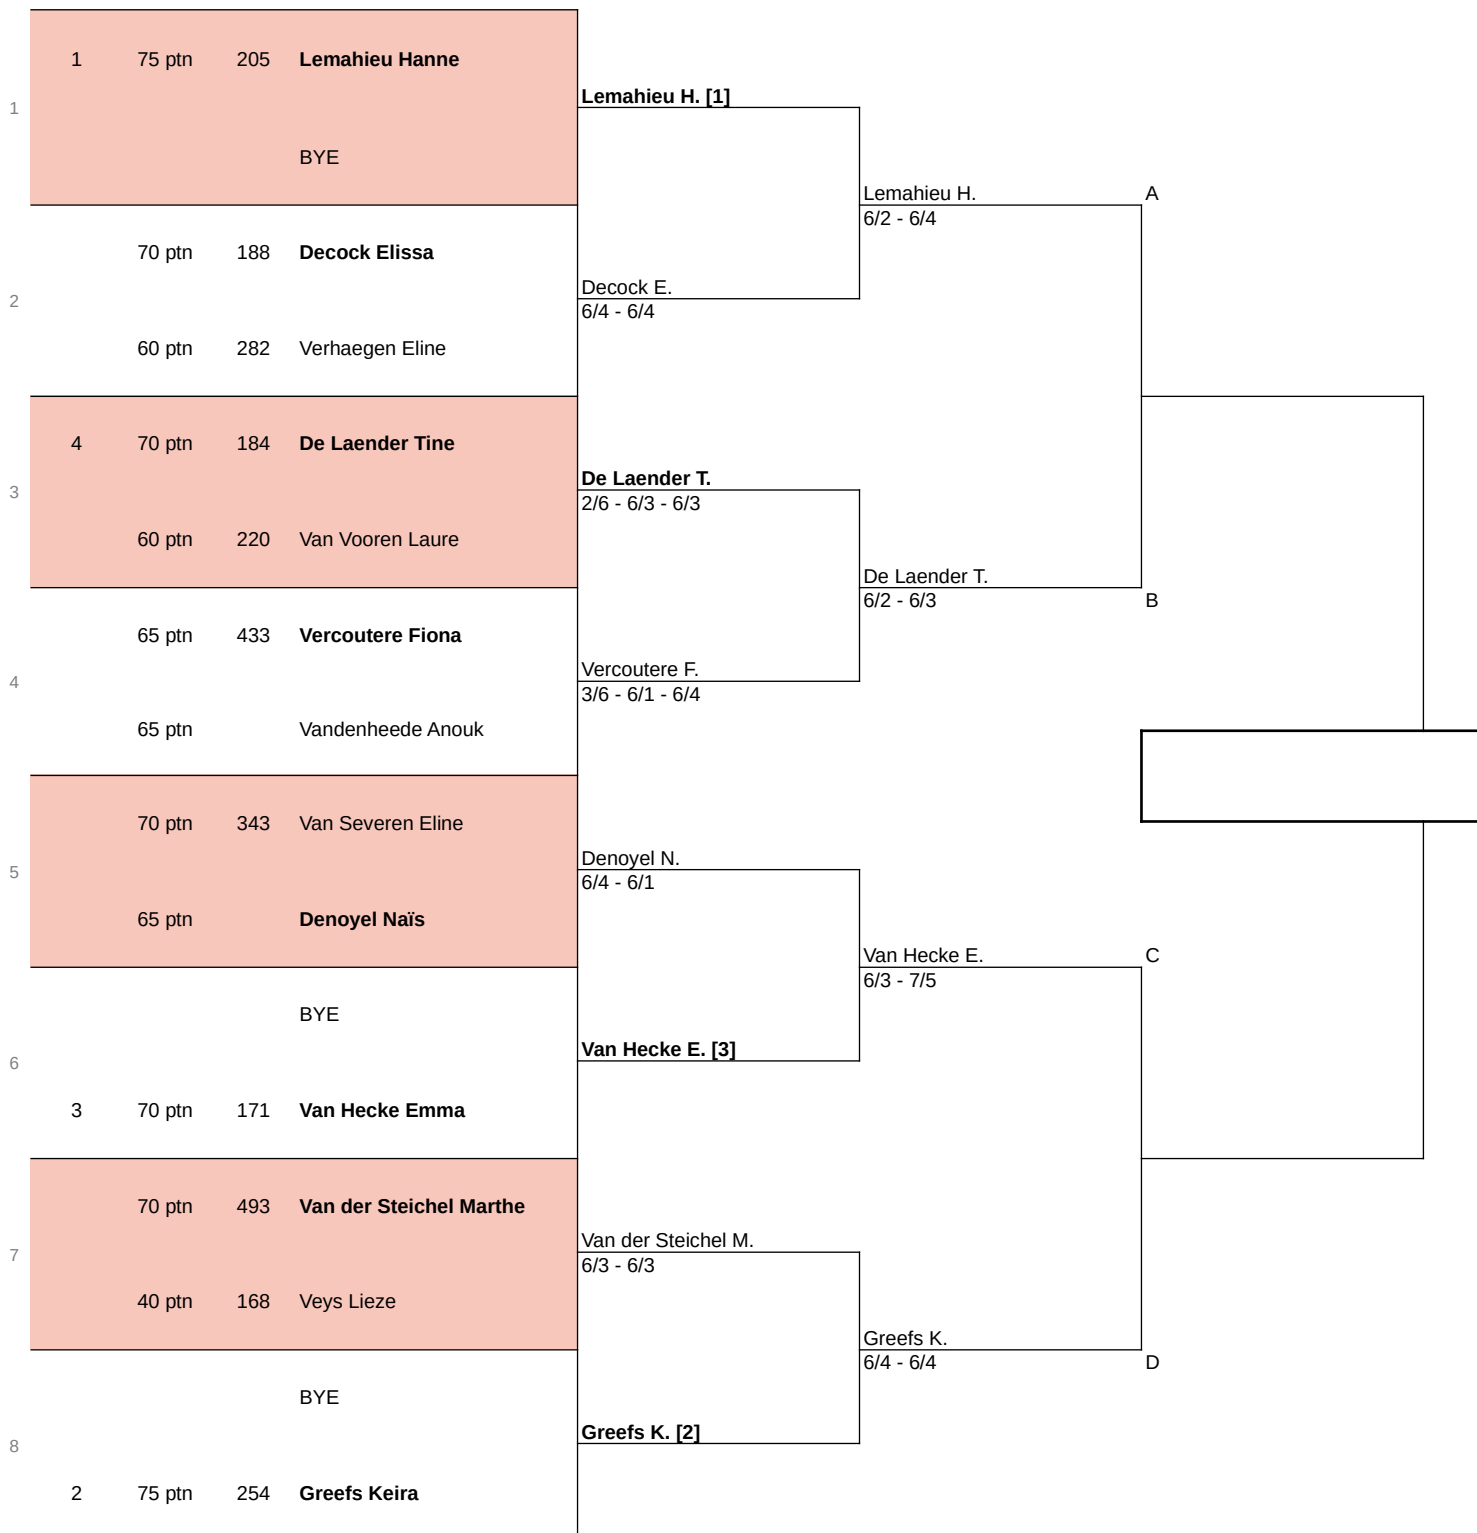 1 75 ptn 205 Lemahieu Hanne
Lemahieu H. [1]
1
BYE
Lemahieu H. A
6/2 - 6/4
70 ptn 188 Decock Elissa
Decock E.
2
6/4 - 6/4
60 ptn 282 Verhaegen Eline
4 70 ptn 184 De Laender Tine
De Laender T.
3
2/6 - 6/3 - 6/3
60 ptn 220 Van Vooren Laure
De Laender T.
6/2 - 6/3 B
65 ptn 433 Vercoutere Fiona
Vercoutere F.
4
3/6 - 6/1 - 6/4
65 ptn Vandenheede Anouk
70 ptn 343 Van Severen Eline
Denoyel N.
5
6/4 - 6/1
65 ptn Denoyel Naïs
Van Hecke E. C
6/3 - 7/5
BYE
Van Hecke E. [3]
6
3 70 ptn 171 Van Hecke Emma
70 ptn 493 Van der Steichel Marthe
Van der Steichel M.
7
6/3 - 6/3
40 ptn 168 Veys Lieze
Greefs K.
6/4 - 6/4 D
BYE
Greefs K. [2]
8
2 75 ptn 254 Greefs Keira